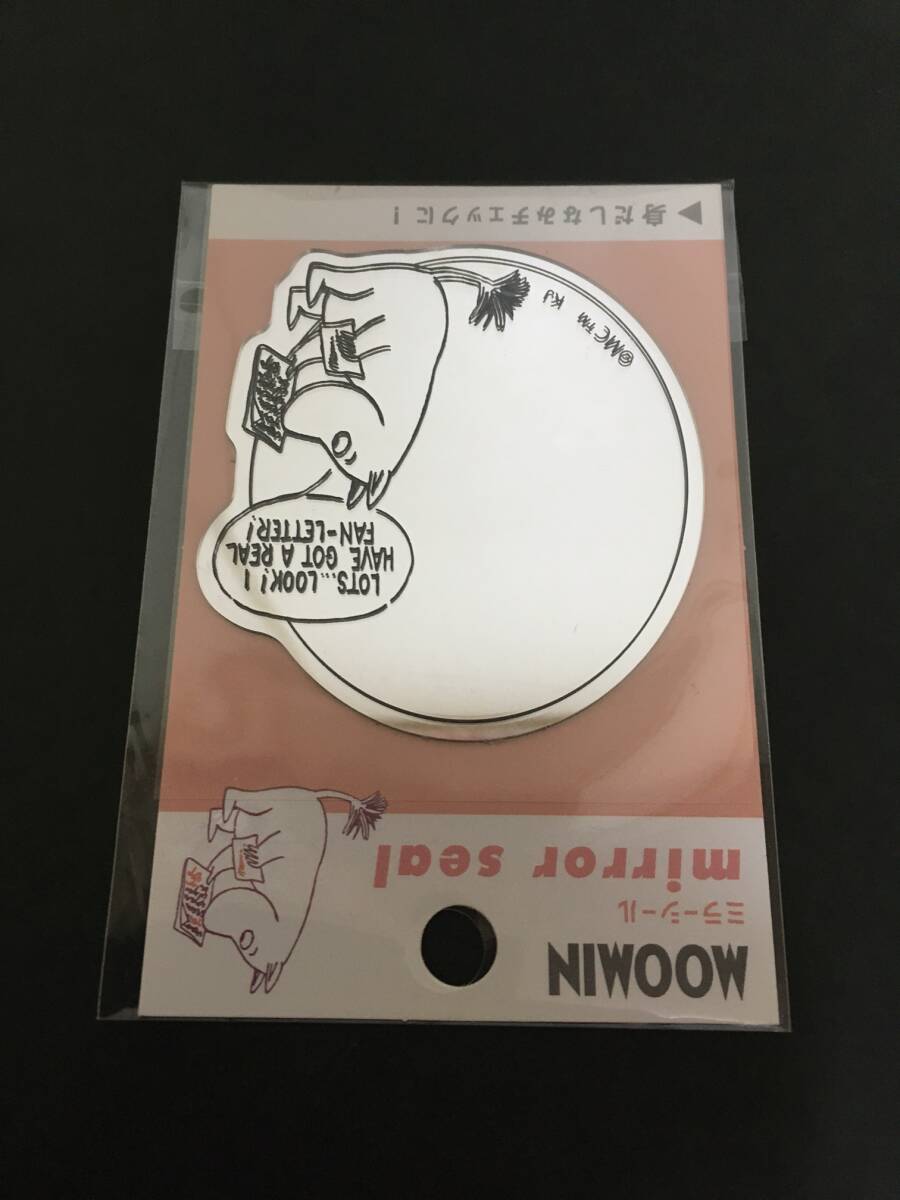 MOOMIN
ミラーシール
mirror seal
LOTS... LOOK! I
HAVE GOT A REAL
FAN-LETTER!
©MC TM KJ
▶身だしなみチェックに！